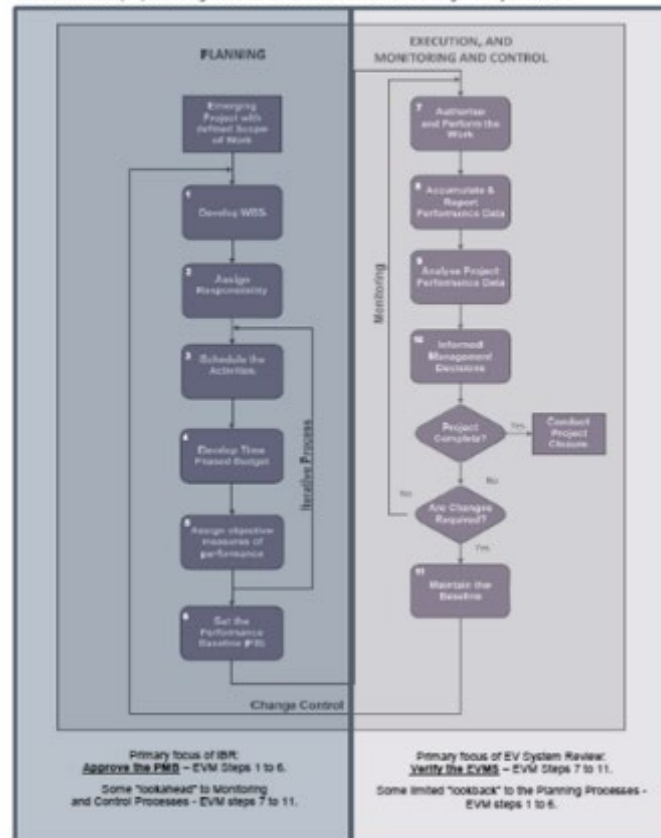 PLANNING
Emerging
Project with
defined Scope
of Work
1
Develop WBS
2
Assign
Responsibility
3
Schedule the
Activities
4
Develop Time
Phased Budget
5
Assign objective
measures of
performance
6
Set the
Performance
Baseline (PB)
Iterative Process
Change Control
EXECUTION, AND
MONITORING AND CONTROL
7
Authorise
and Perform the
Work
8
Accumulate &
Report
Performance Data
9
Analyse Project
Performance Data
10
Informed
Management
Decisions
Project
Complete?
Yes
Conduct
Project
Closure
No
Are Changes
Required?
No
Yes
11
Maintain the
Baseline
Monitoring
Primary focus of IBR:
Approve the PMB – EVM Steps 1 to 6.
Some "lookahead" to Monitoring
and Control Processes - EVM steps 7 to 11.
Primary focus of EV System Review:
Verify the EVMS – EVM Steps 7 to 11.
Some limited "lookback" to the Planning Processes -
EVM steps 1 to 6.